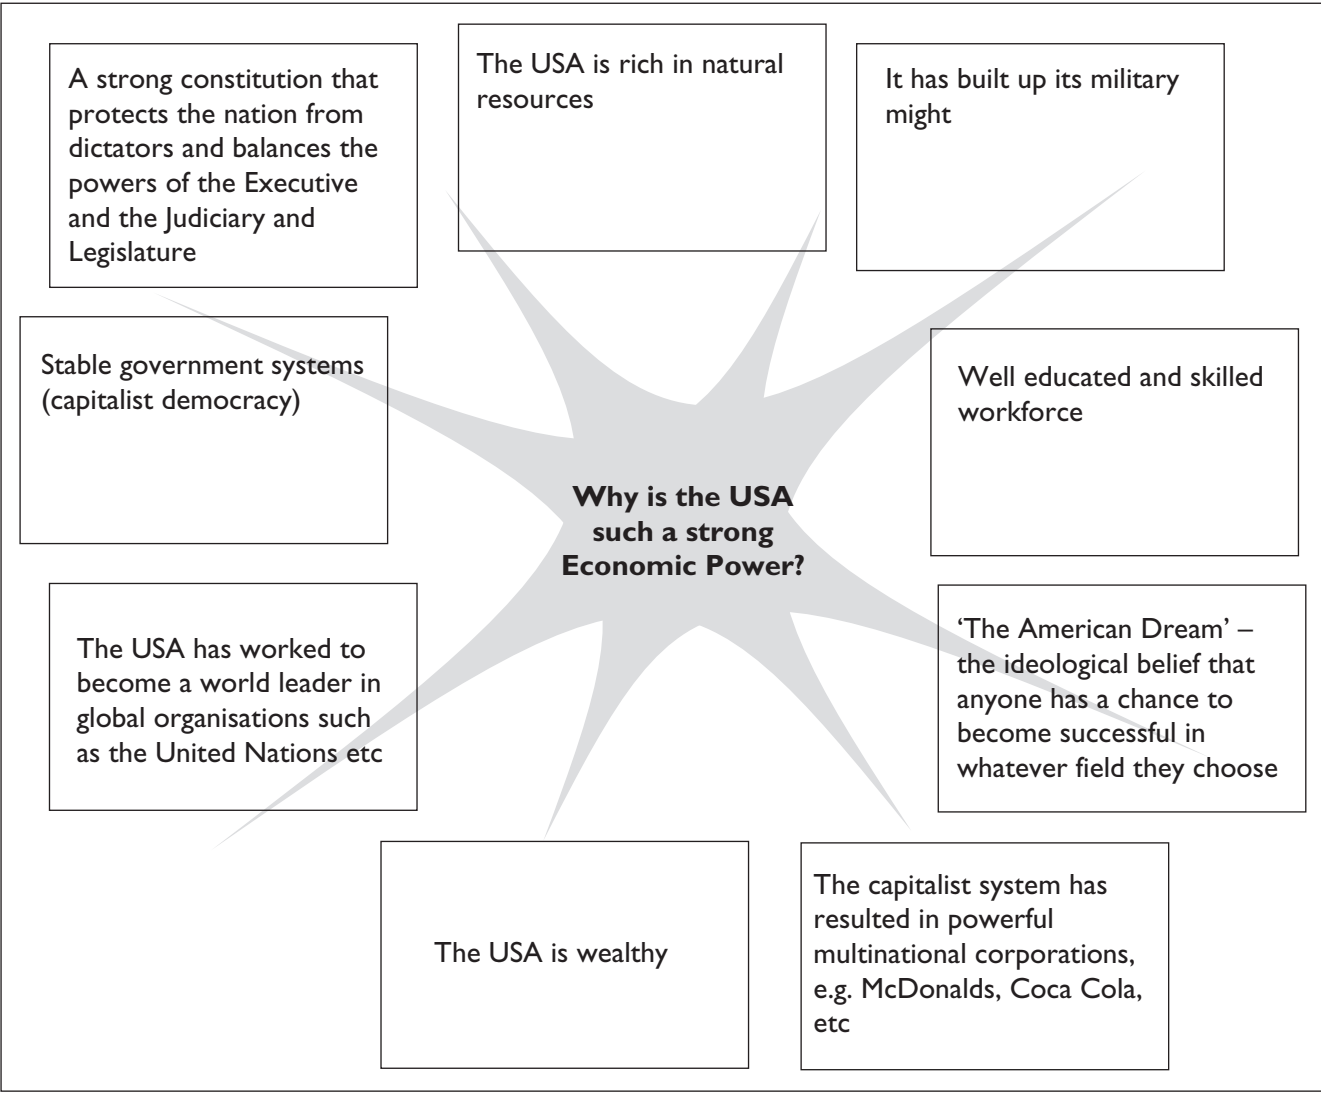 A strong constitution that
protects the nation from
dictators and balances the
powers of the Executive
and the Judiciary and
Legislature
The USA is rich in natural
resources
It has built up its military
might
Stable government systems
(capitalist democracy)
Well educated and skilled
workforce
Why is the USA
such a strong
Economic Power?
The USA has worked to
become a world leader in
global organisations such
as the United Nations etc
‘The American Dream’ –
the ideological belief that
anyone has a chance to
become successful in
whatever field they choose
The USA is wealthy
The capitalist system has
resulted in powerful
multinational corporations,
e.g. McDonalds, Coca Cola,
etc